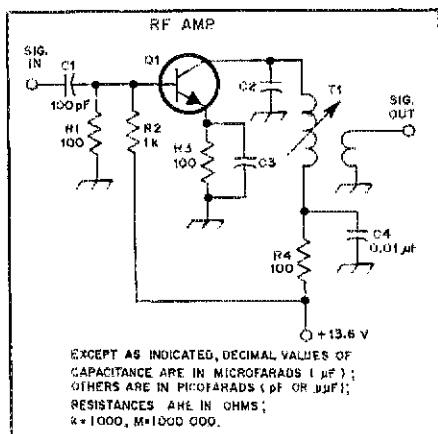 RF AMP
SIG.
IN
C1
100pF
Q1
C2
T1
SIG.
OUT
R1
100
R2
1k
R3
100
C3
C4
0.01µF
R4
100
+13.6 V
EXCEPT AS INDICATED, DECIMAL VALUES OF
CAPACITANCE ARE IN MICROFARADS (µF);
OTHERS ARE IN PICOFARADS (pF OR µµF);
RESISTANCES ARE IN OHMS;
k=1000, M=1000 000.